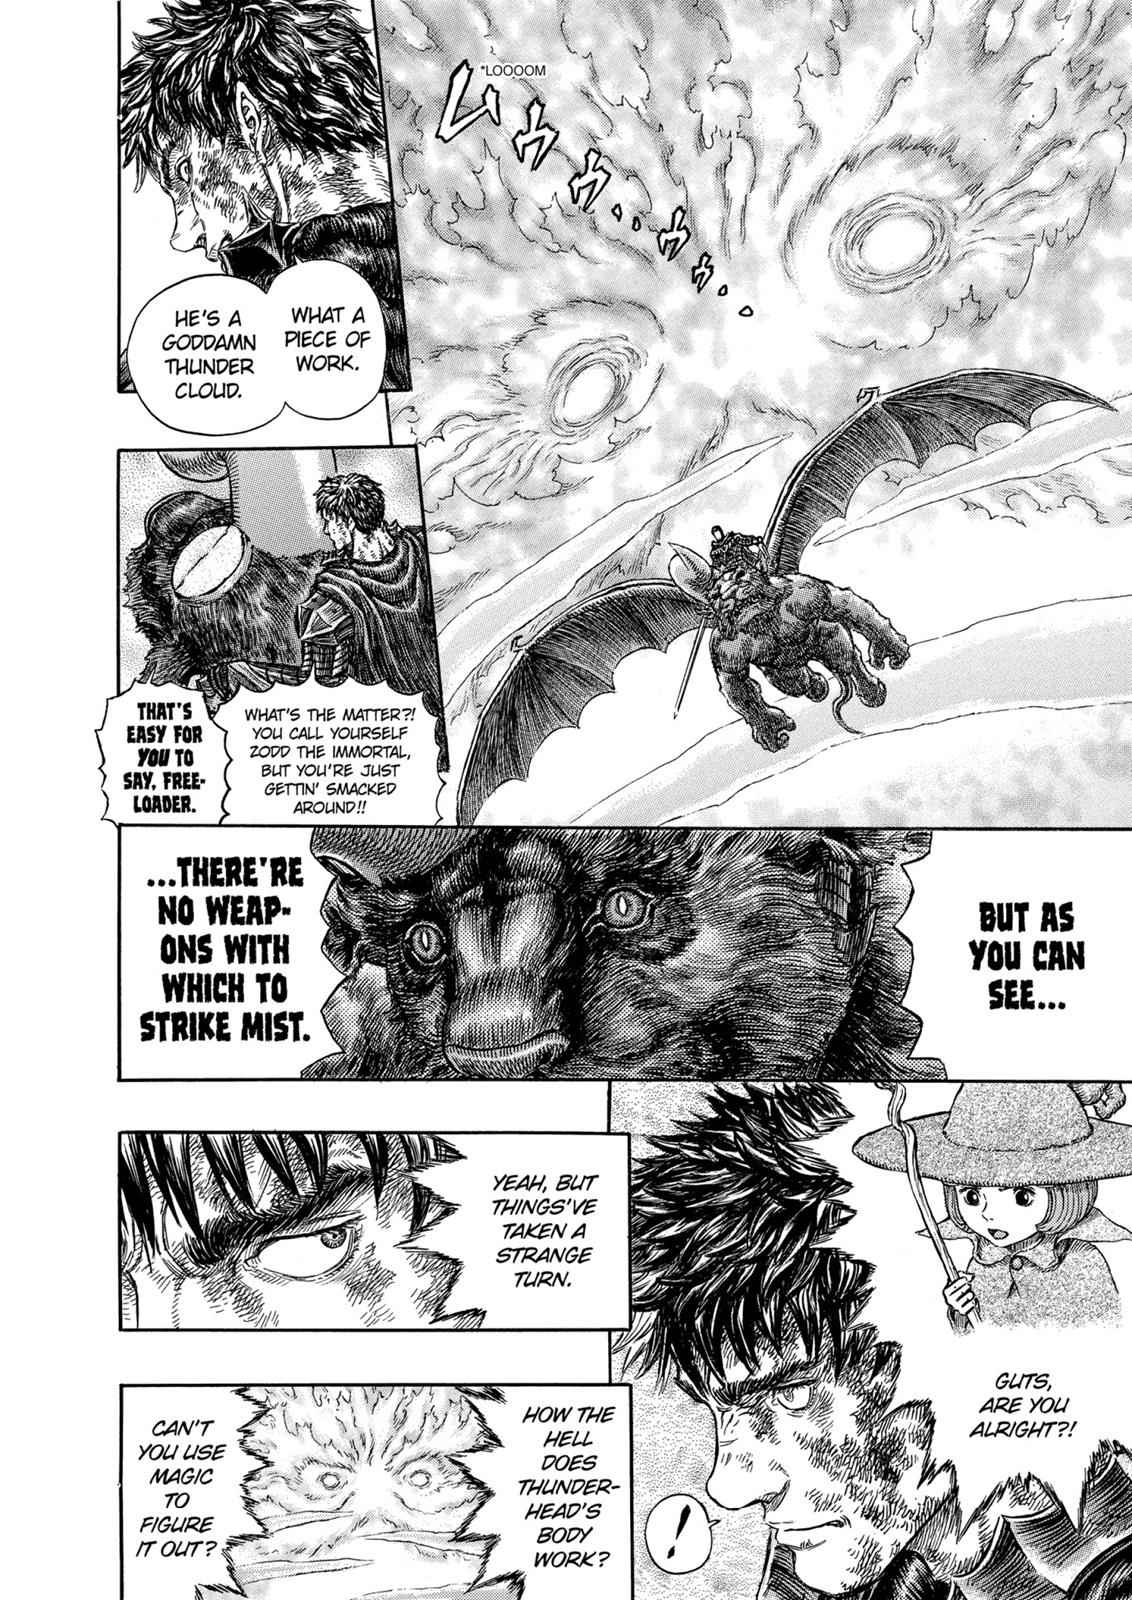 *LOOOOM
ムゥゥゥゥゥ...
WHAT A
PIECE OF
WORK.
HE'S A
GODDAMN
THUNDER
CLOUD.
WHAT'S THE MATTER?!
YOU CALL YOURSELF
ZODD THE IMMORTAL,
BUT YOU'RE JUST
GETTIN' SMACKED
AROUND!!
THAT'S
EASY FOR
YOU TO
SAY, FREE-
LOADER.
BUT AS
YOU CAN
SEE...
...THERE'RE
NO WEAP-
ONS WITH
WHICH TO
STRIKE MIST.
GUTS,
ARE YOU
ALRIGHT?!
!
YEAH, BUT
THINGS'VE
TAKEN A
STRANGE
TURN.
HOW THE
HELL
DOES
THUNDER-
HEAD'S
BODY
WORK?
CAN'T
YOU USE
MAGIC
TO
FIGURE
IT OUT?